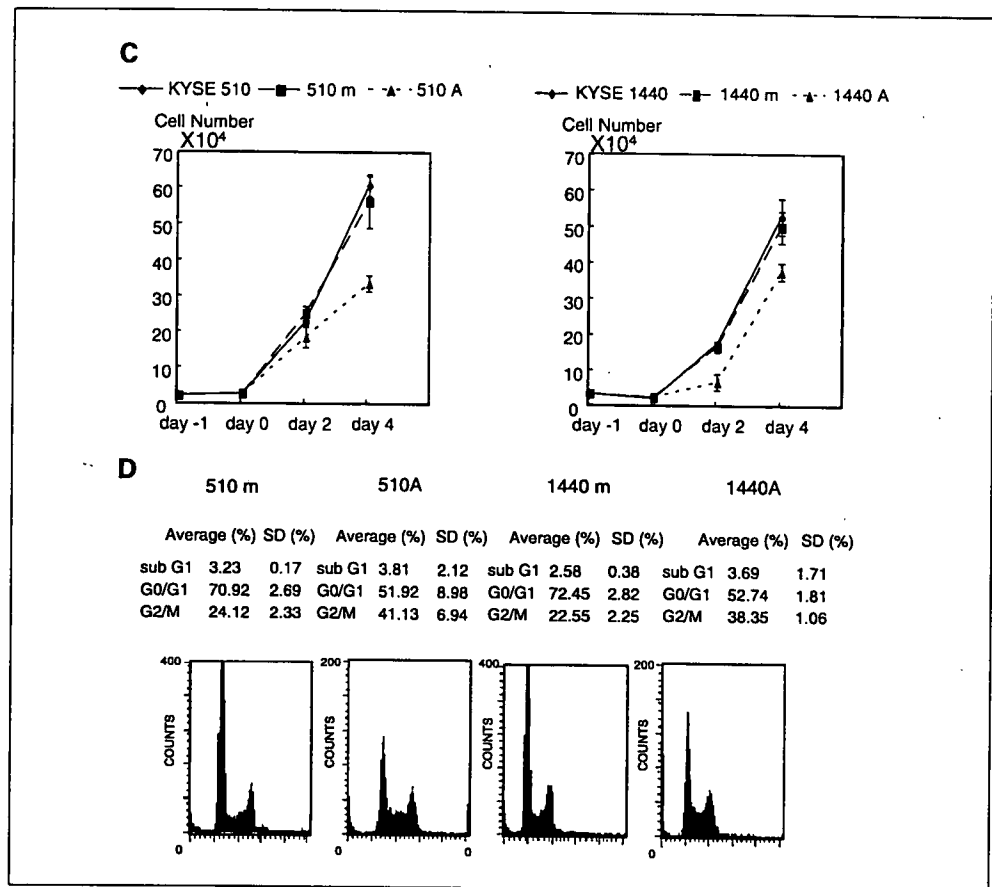 C
KYSE 510 510 m 510 A
KYSE 1440 1440 m 1440 A
Cell Number
X10⁴
70
60
50
40
30
20
10
0
day -1 day 0 day 2 day 4
Cell Number
X10⁴
70
60
50
40
30
20
10
0
day -1 day 0 day 2 day 4
D
510 m 510A 1440 m 1440A
Average (%) SD (%) Average (%) SD (%) Average (%) SD (%) Average (%) SD (%)
sub G1 3.23 0.17 sub G1 3.81 2.12 sub G1 2.58 0.38 sub G1 3.69 1.71
G0/G1 70.92 2.69 G0/G1 51.92 8.98 G0/G1 72.45 2.82 G0/G1 52.74 1.81
G2/M 24.12 2.33 G2/M 41.13 6.94 G2/M 22.55 2.25 G2/M 38.35 1.06
400 200 400 200
COUNTS COUNTS COUNTS COUNTS
0 0 0 0 0